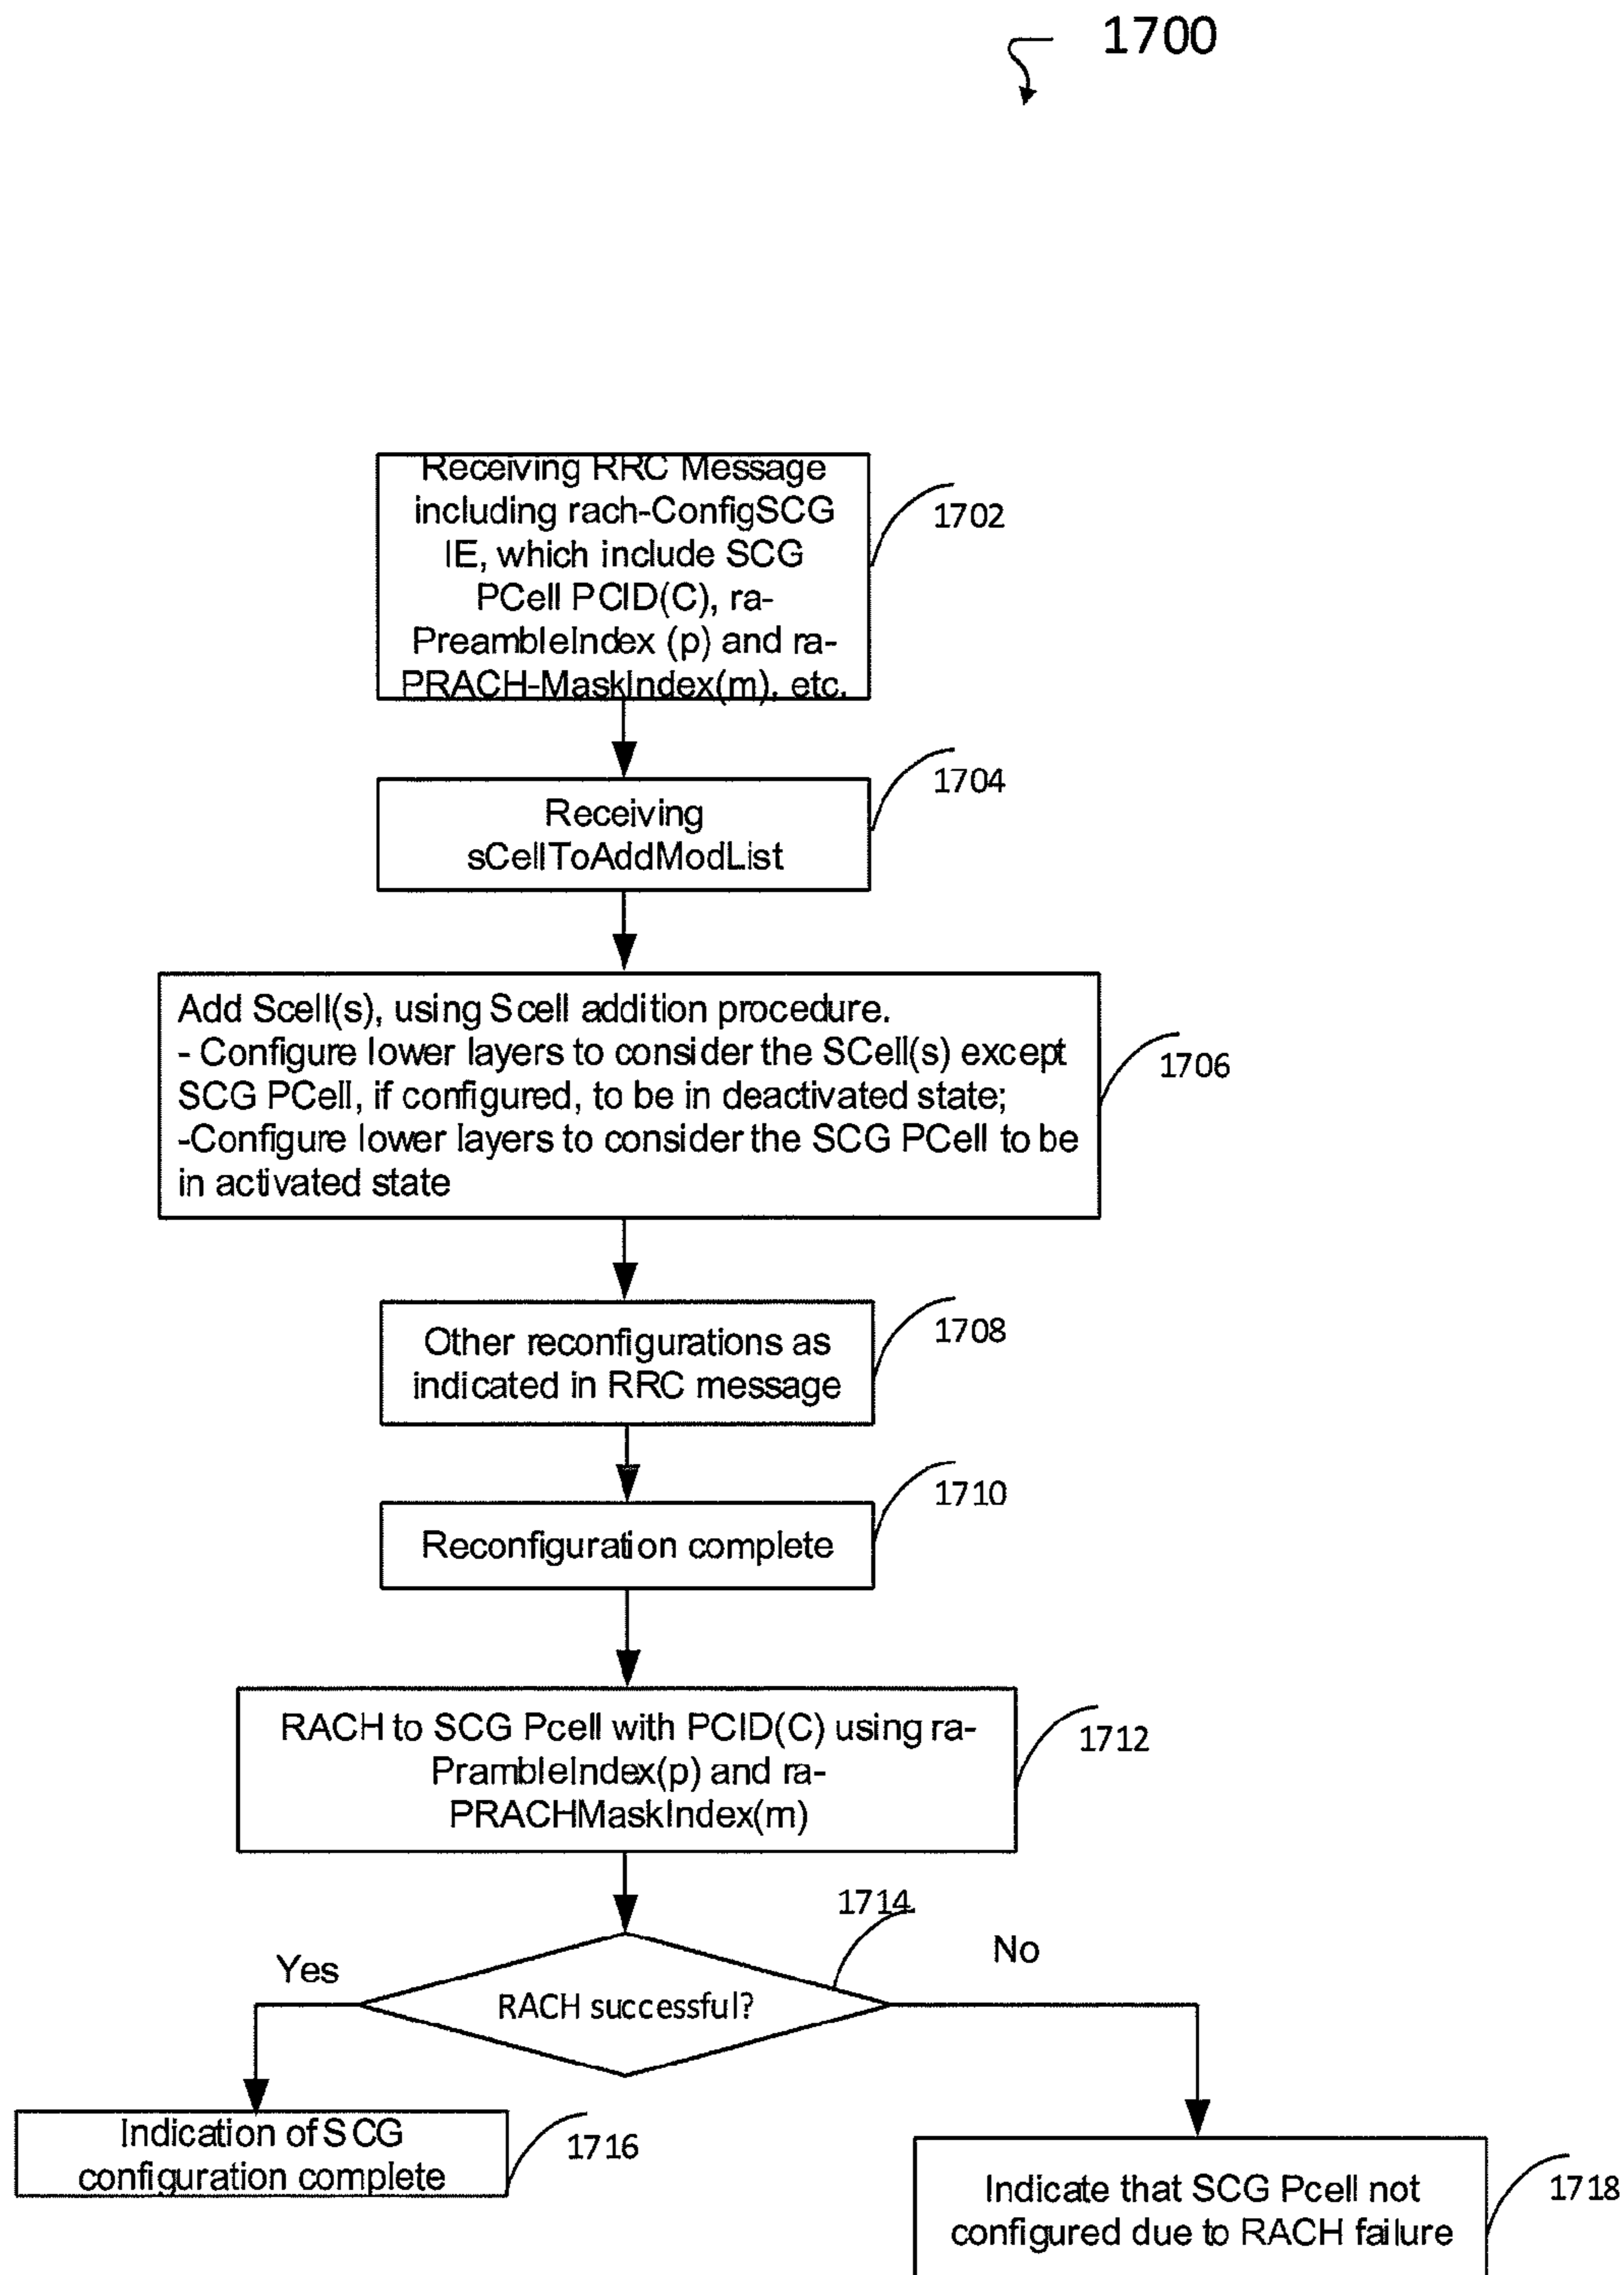 1700
Receiving RRC Message
including rach-ConfigSCG
IE, which include SCG
PCell PCID(C), ra-
PreambleIndex (p) and ra-
PRACH-MaskIndex(m), etc.
1702
Receiving
sCellToAddModList
1704
Add Scell(s), using Scell addition procedure.
- Configure lower layers to consider the SCell(s) except
SCG PCell, if configured, to be in deactivated state;
-Configure lower layers to consider the SCG PCell to be
in activated state
1706
Other reconfigurations as
indicated in RRC message
1708
Reconfiguration complete
1710
RACH to SCG Pcell with PCID(C) using ra-
PrambleIndex(p) and ra-
PRACHMaskIndex(m)
1712
1714
Yes
No
RACH successful?
Indication of SCG
configuration complete
1716
Indicate that SCG Pcell not
configured due to RACH failure
1718